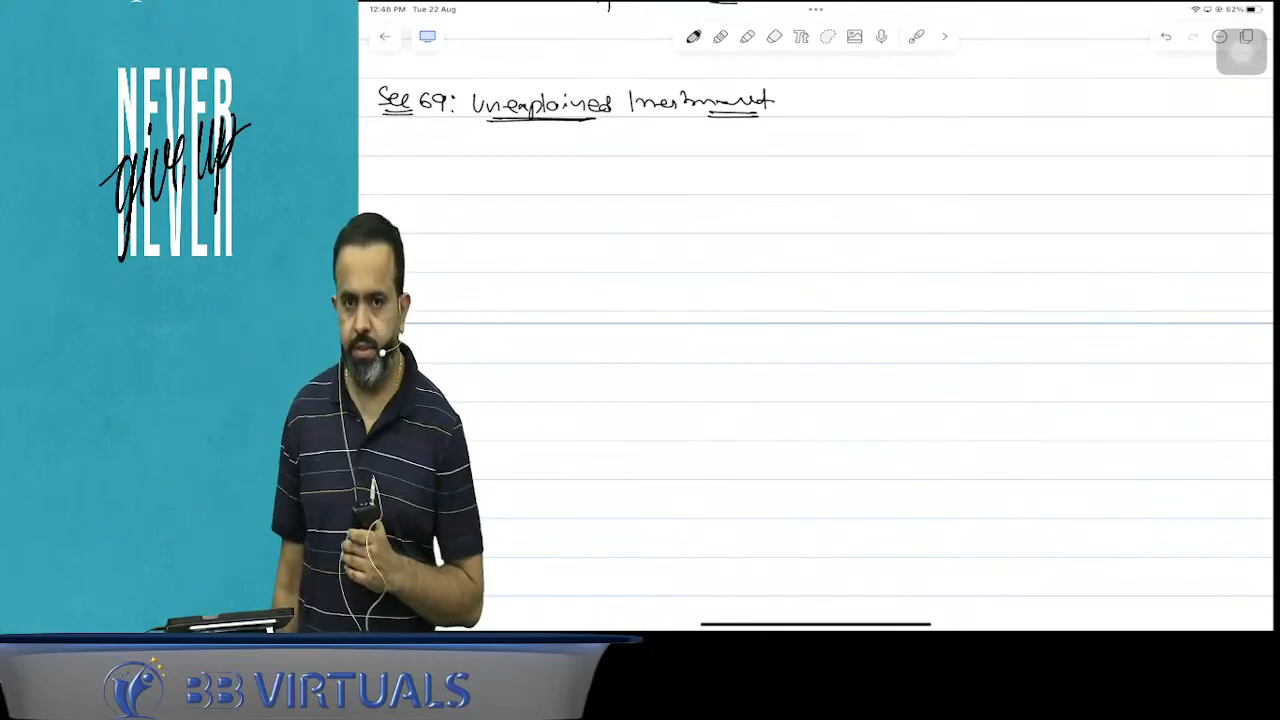 12:48 PM Tue 22 Aug
62%
Sec 69: Unexplained Investment
NEVER
give up
NEVER
BB VIRTUALS